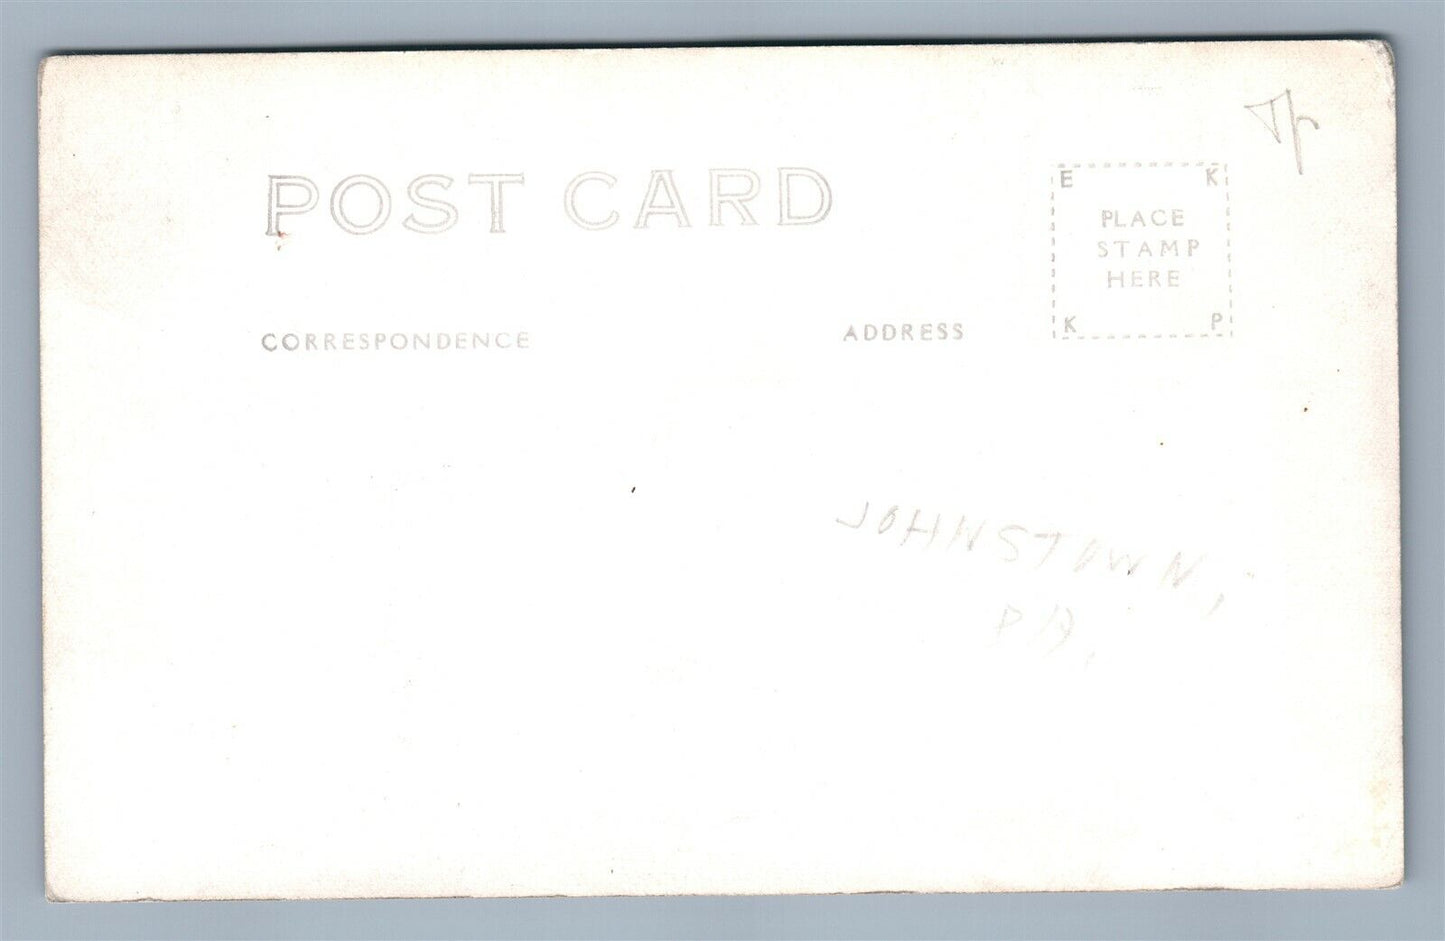 POST CARD
E K
PLACE
STAMP
HERE
K P
CORRESPONDENCE
ADDRESS
JOHNSTOWN,
PA.